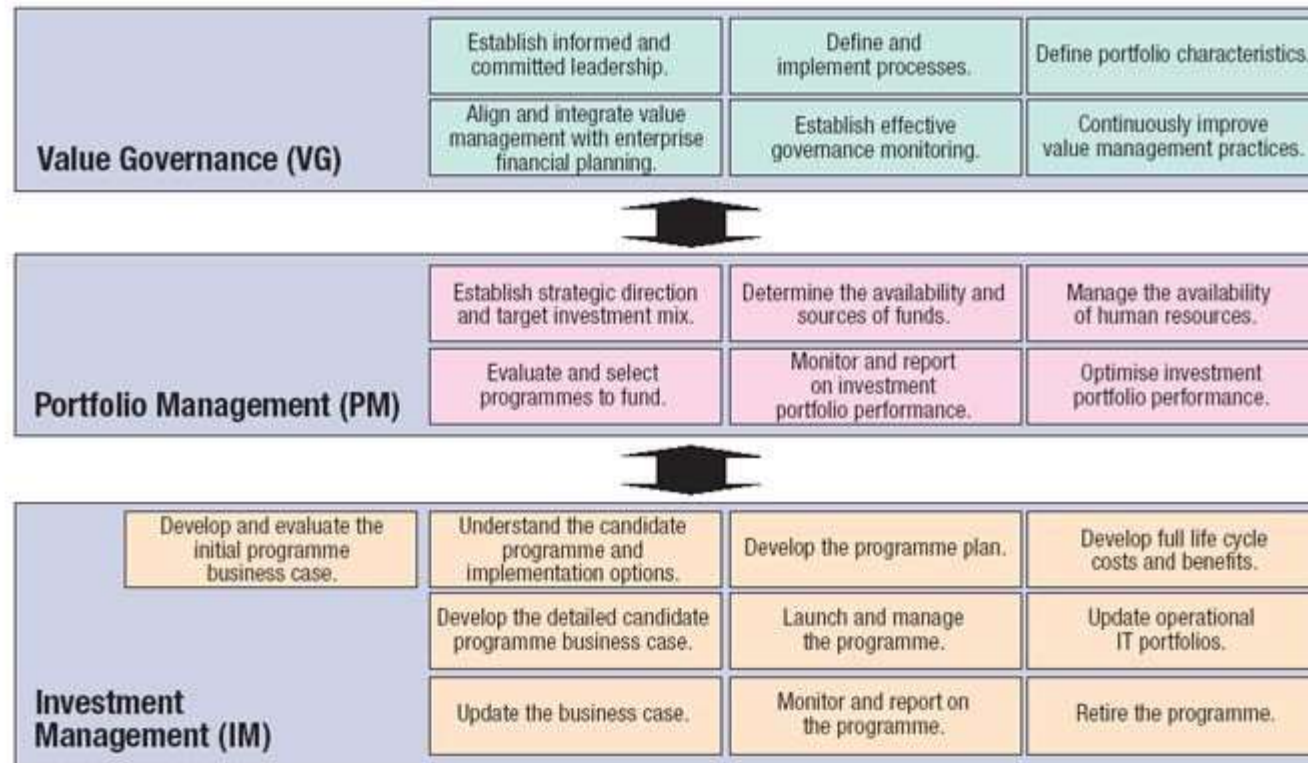 Value Governance (VG)
Establish informed and
committed leadership.
Define and
implement processes.
Define portfolio characteristics.
Align and integrate value
management with enterprise
financial planning.
Establish effective
governance monitoring.
Continuously improve
value management practices.
Portfolio Management (PM)
Establish strategic direction
and target investment mix.
Determine the availability and
sources of funds.
Manage the availability
of human resources.
Evaluate and select
programmes to fund.
Monitor and report
on investment
portfolio performance.
Optimise investment
portfolio performance.
Investment
Management (IM)
Develop and evaluate the
initial programme
business case.
Understand the candidate
programme and
implementation options.
Develop the programme plan.
Develop full life cycle
costs and benefits.
Develop the detailed candidate
programme business case.
Launch and manage
the programme.
Update operational
IT portfolios.
Update the business case.
Monitor and report on
the programme.
Retire the programme.